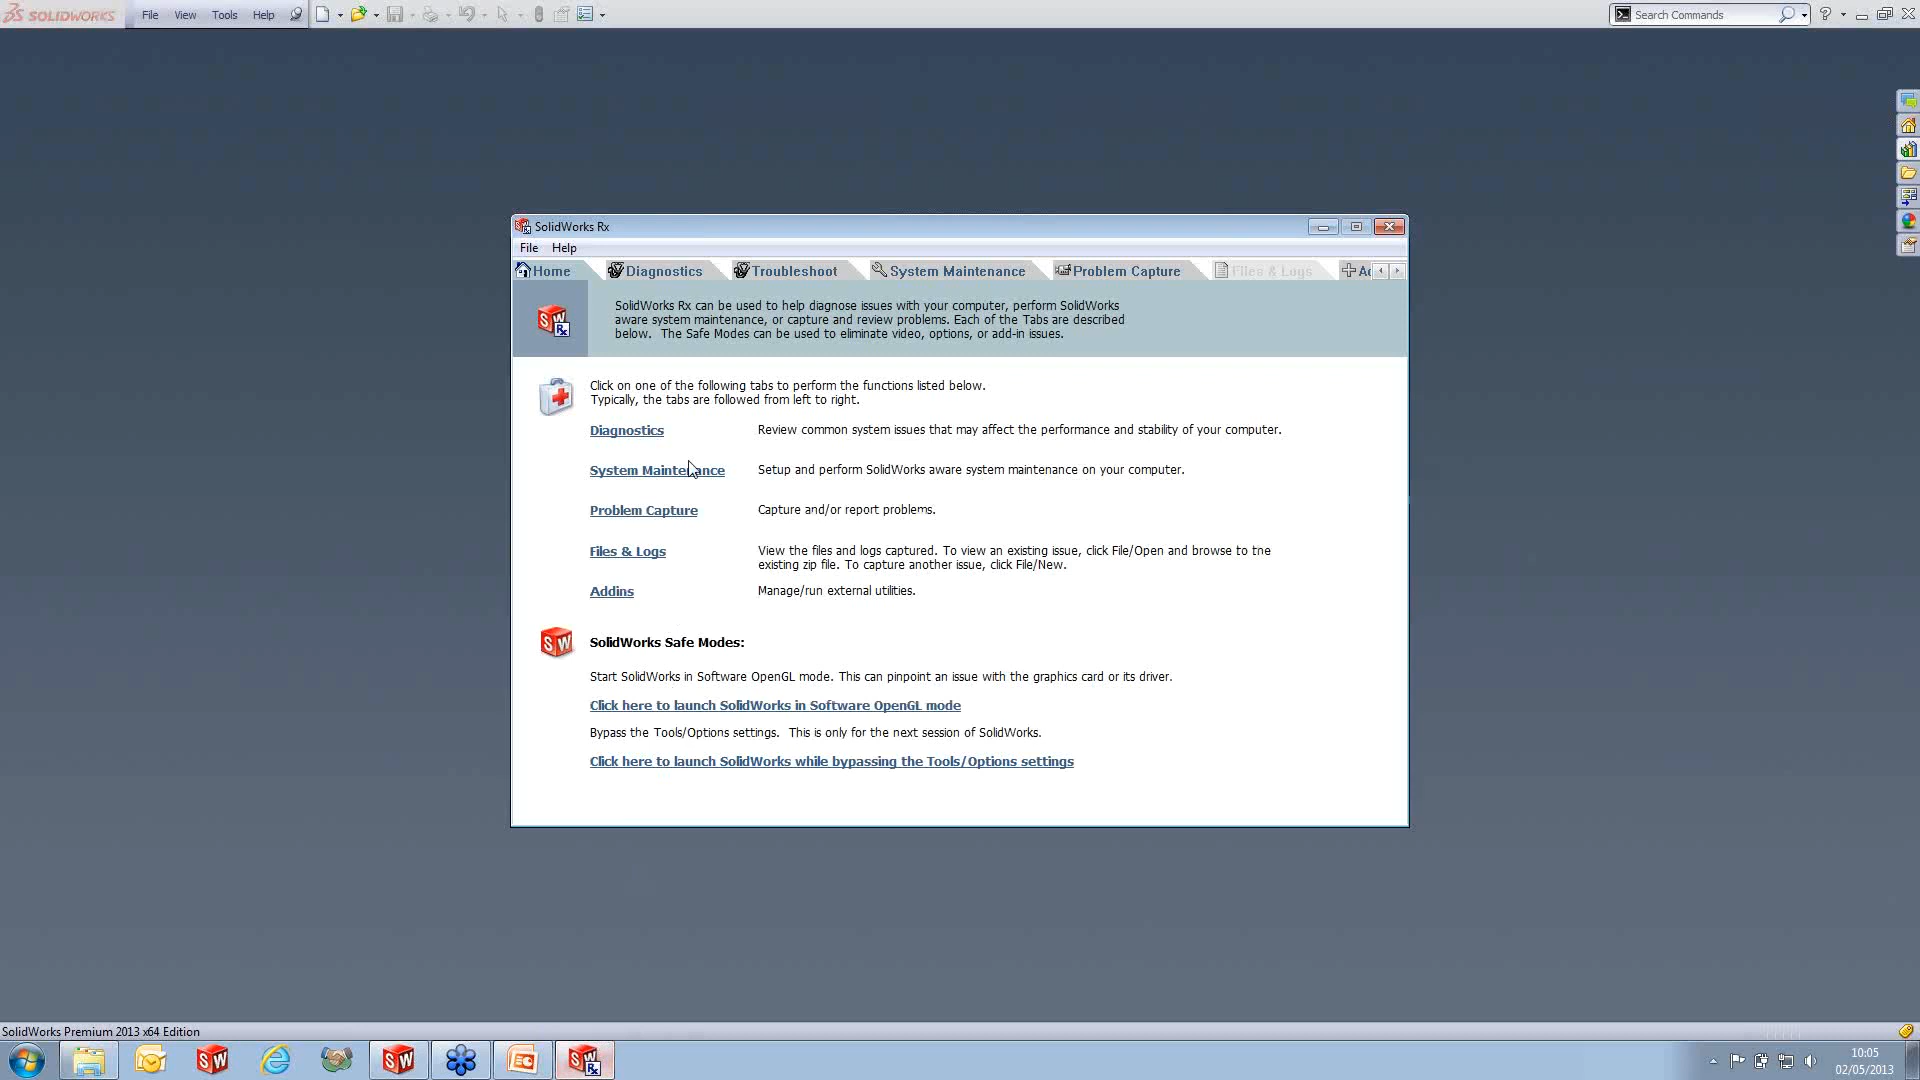 SOLIDWORKS File View Tools Help Search Commands ?
SolidWorks Rx
File Help
Home Diagnostics Troubleshoot System Maintenance Problem Capture Files & Logs
SolidWorks Rx can be used to help diagnose issues with your computer, perform SolidWorks
aware system maintenance, or capture and review problems. Each of the Tabs are described
below. The Safe Modes can be used to eliminate video, options, or add-in issues.
Click on one of the following tabs to perform the functions listed below.
Typically, the tabs are followed from left to right.
Diagnostics Review common system issues that may affect the performance and stability of your computer.
System Maintenance Setup and perform SolidWorks aware system maintenance on your computer.
Problem Capture Capture and/or report problems.
Files & Logs View the files and logs captured. To view an existing issue, click File/Open and browse to the
existing zip file. To capture another issue, click File/New.
Addins Manage/run external utilities.
SolidWorks Safe Modes:
Start SolidWorks in Software OpenGL mode. This can pinpoint an issue with the graphics card or its driver.
Click here to launch SolidWorks in Software OpenGL mode
Bypass the Tools/Options settings. This is only for the next session of SolidWorks.
Click here to launch SolidWorks while bypassing the Tools/Options settings
SolidWorks Premium 2013 x64 Edition
10:05
02/05/2013